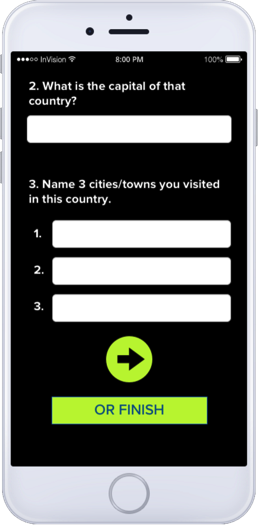 InVision 8:00 PM 100%
2. What is the capital of that
country?
3. Name 3 cities/towns you visited
in this country.
1.
2.
3.
OR FINISH